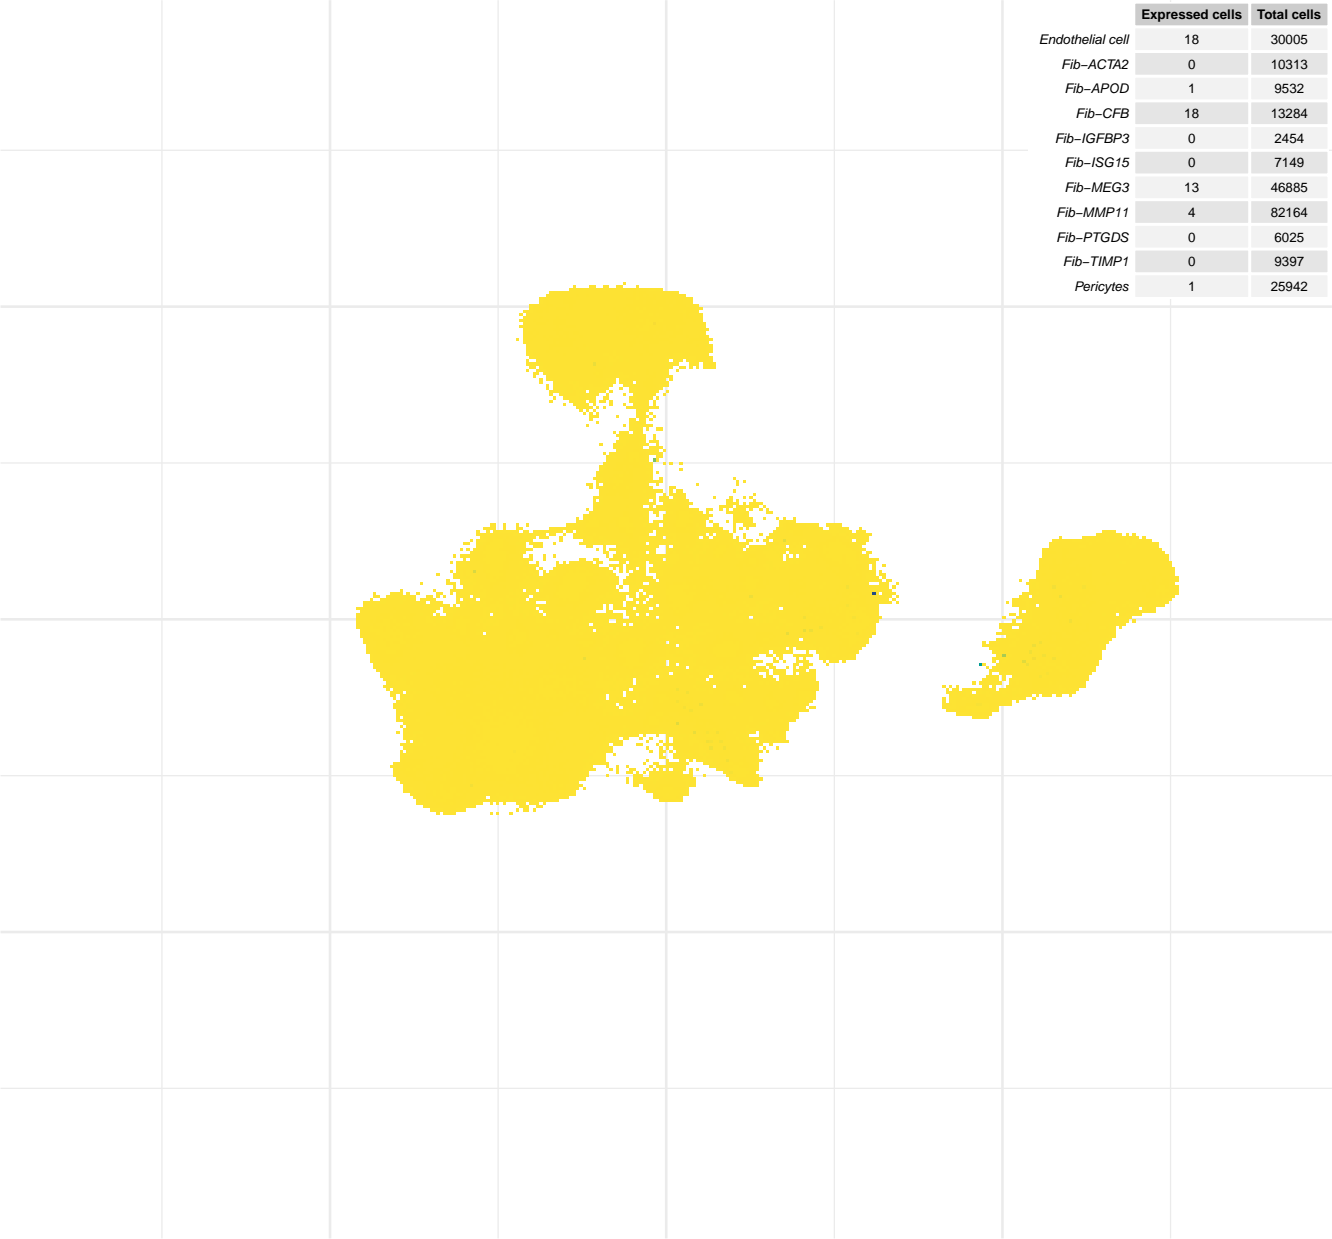 Expressed cells Total cells
Endothelial cell 18 30005
Fib−ACTA2 0 10313
Fib−APOD 1 9532
Fib−CFB 18 13284
Fib−IGFBP3 0 2454
Fib−ISG15 0 7149
Fib−MEG3 13 46885
Fib−MMP11 4 82164
Fib−PTGDS 0 6025
Fib−TIMP1 0 9397
Pericytes 1 25942